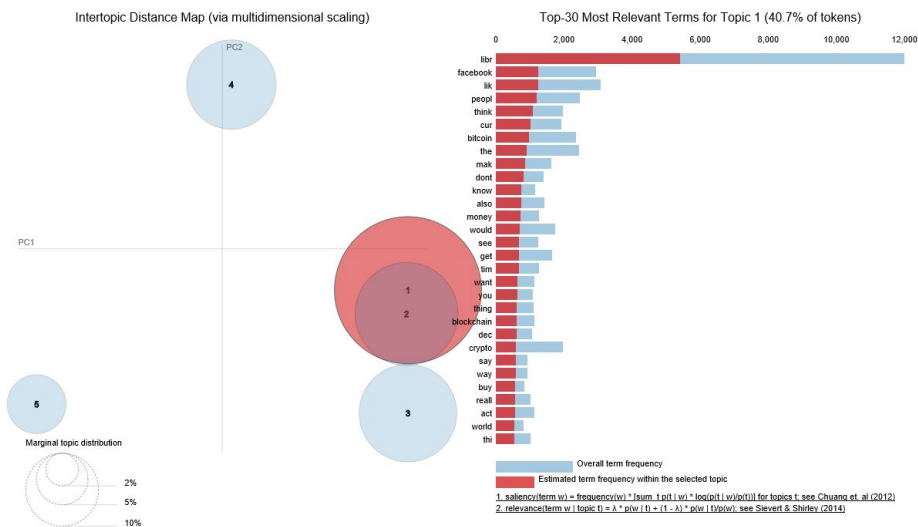 Intertopic Distance Map (via multidimensional scaling)
PC2
PC1
4
1
2
3
5
Marginal topic distribution
2%
5%
10%
Top-30 Most Relevant Terms for Topic 1 (40.7% of tokens)
0 2,000 4,000 6,000 8,000 10,000 12,000
libr
facebook
lik
peopl
think
cur
bitcoin
the
mak
dont
know
also
money
would
see
get
tim
want
you
thing
blockchain
dec
crypto
say
way
buy
reall
act
world
thi
Overall term frequency
Estimated term frequency within the selected topic
1. saliency(term w) = frequency(w) * [sum_t p(t | w) * log(p(t | w)/p(t))] for topics t; see Chuang et. al (2012)
2. relevance(term w | topic t) = λ * p(w | t) + (1 - λ) * p(w | t)/p(w); see Sievert & Shirley (2014)